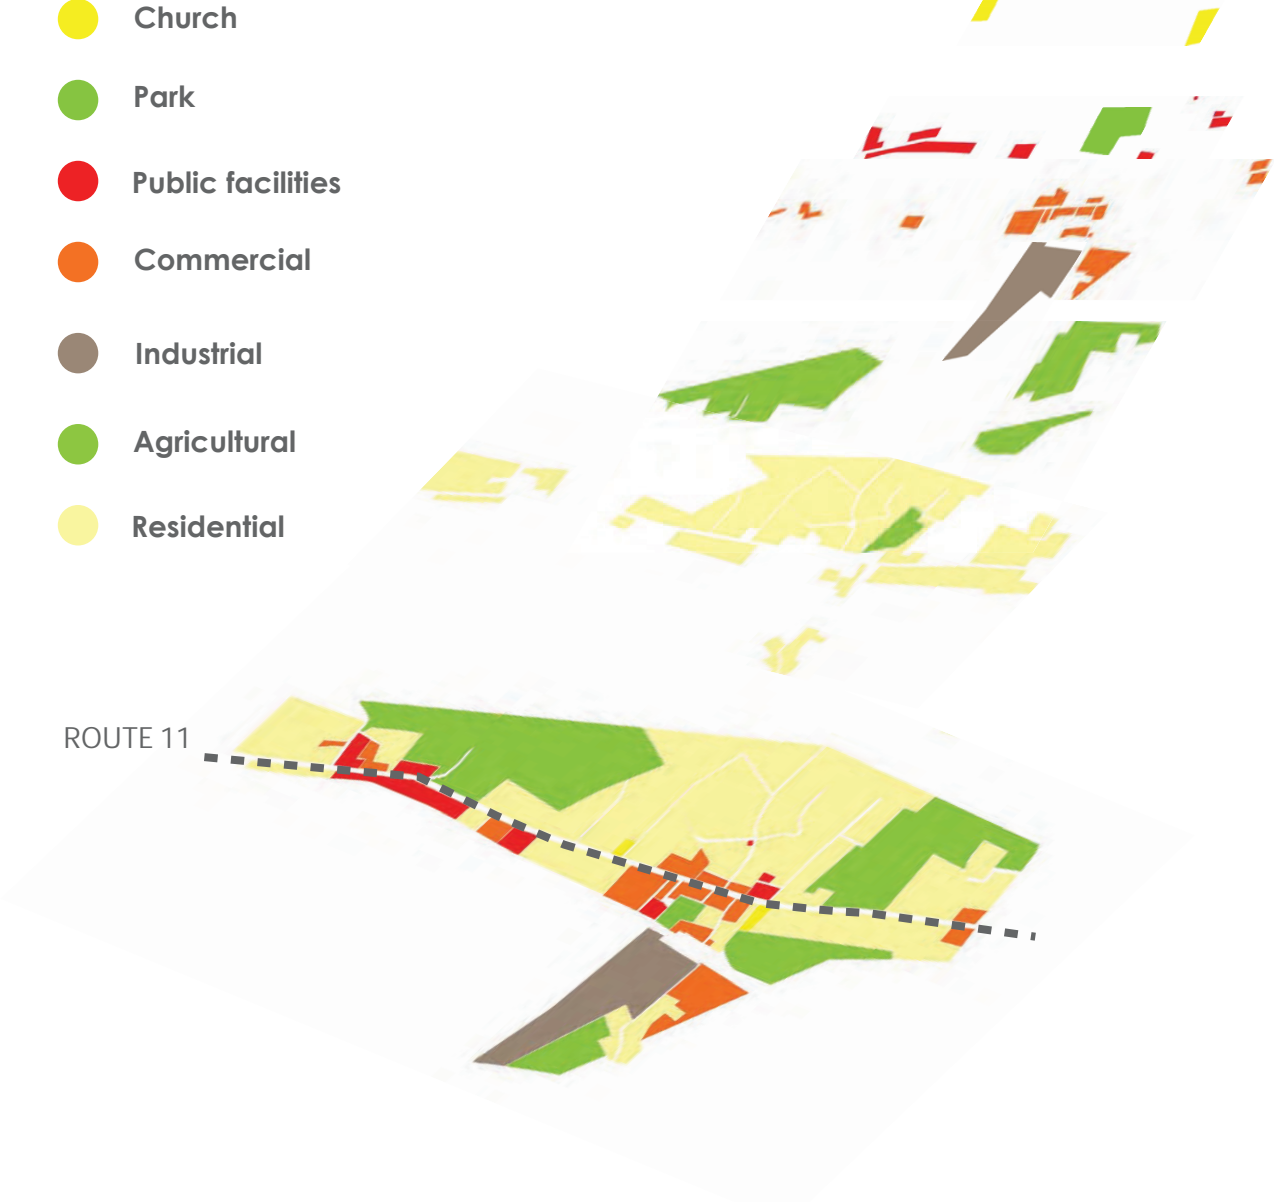 Church
Park
Public facilities
Commercial
Industrial
Agricultural
Residential
ROUTE 11